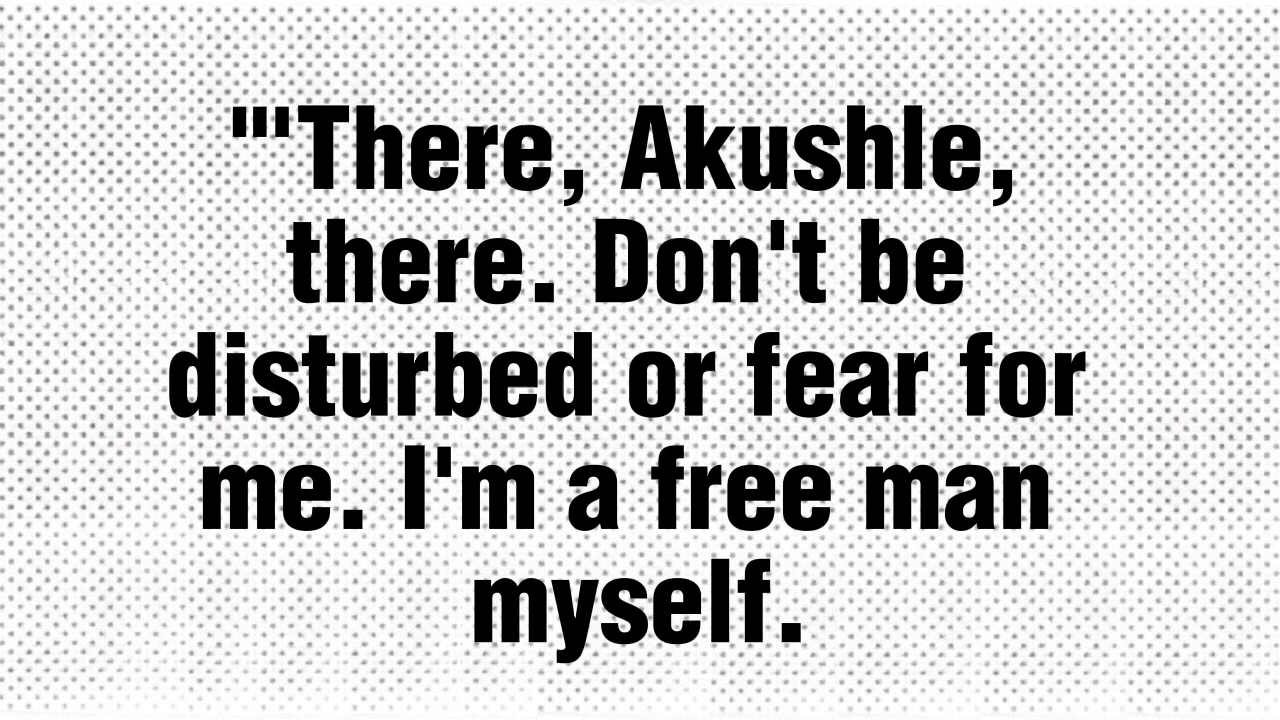 "'There, Akushle,
there. Don't be
disturbed or fear for
me. I'm a free man
myself.